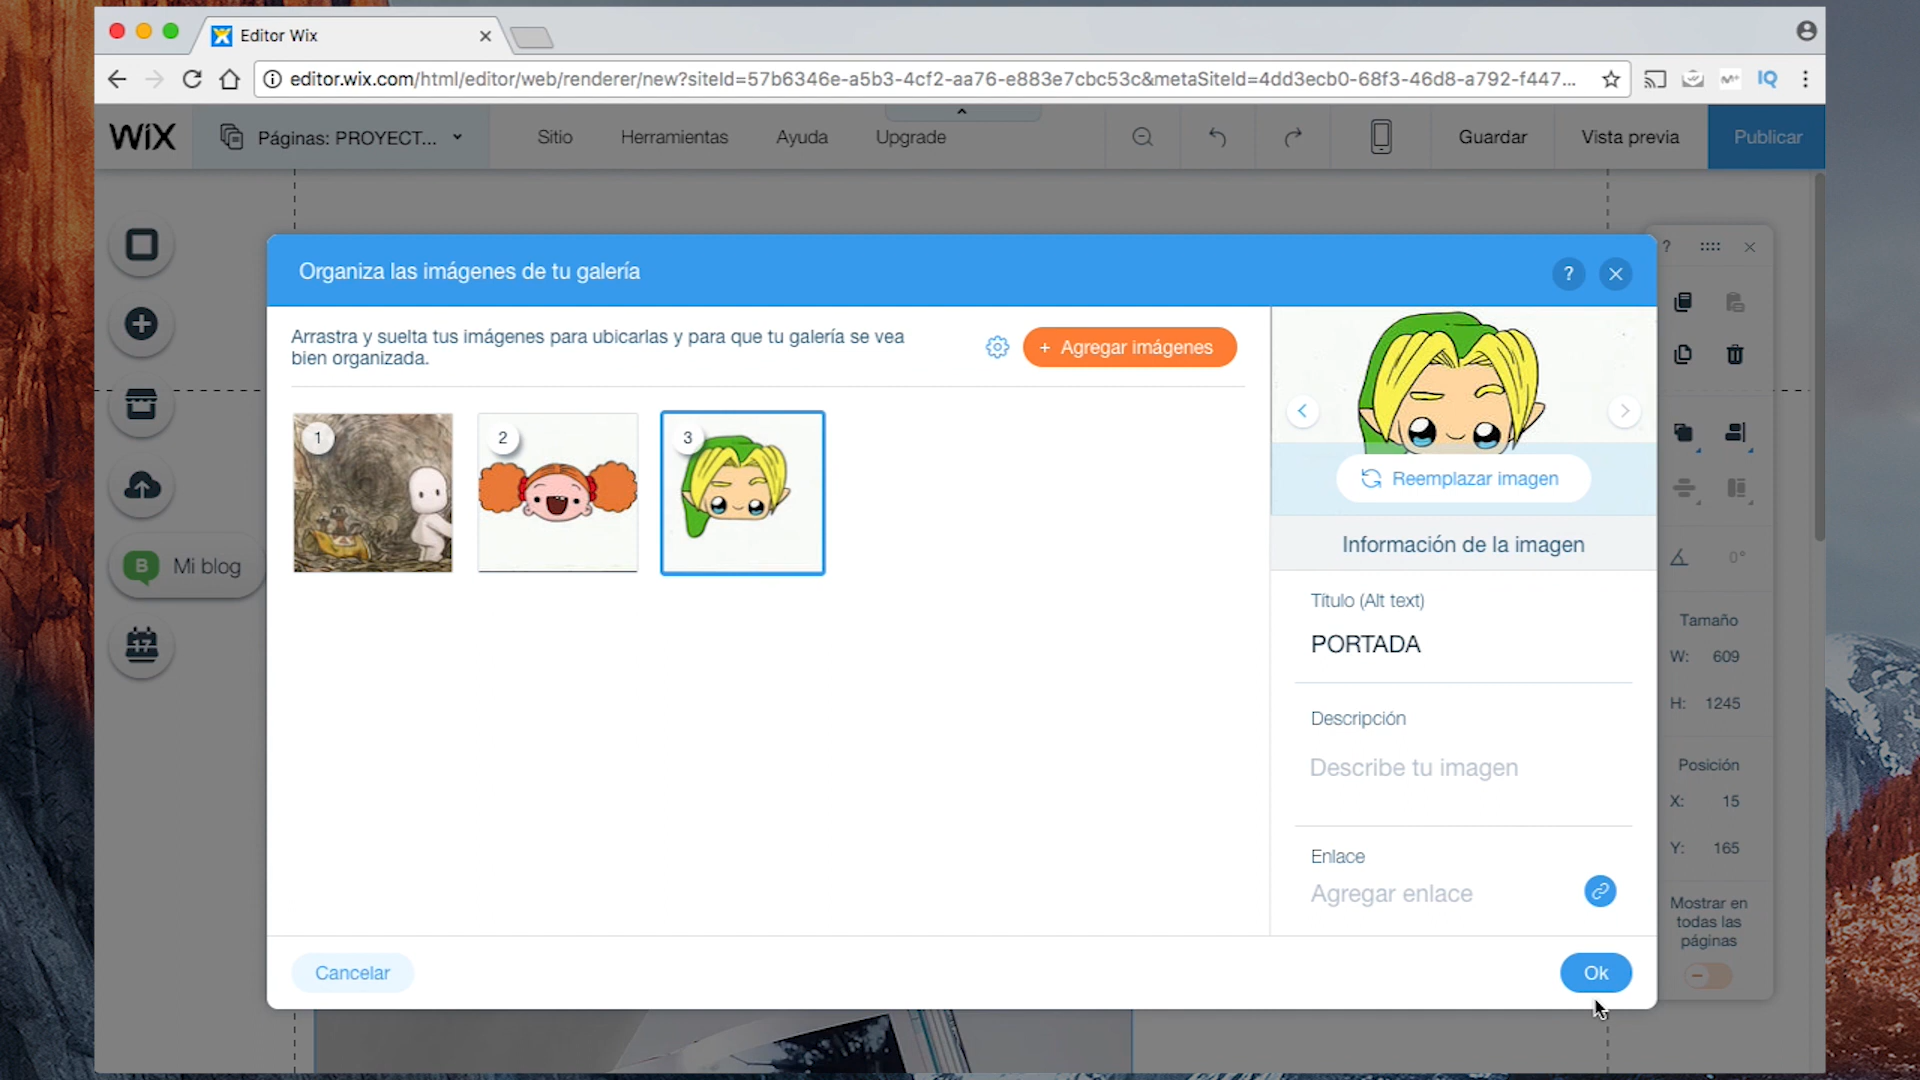 Editor Wix
editor.wix.com/html/editor/web/renderer/new?siteId=57b6346e-a5b3-4cf2-aa76-e883e7cbc53c&metaSiteId=4dd3ecb0-68f3-46d8-a792-f447...
IQ
WiX
Páginas: PROYECT...
Sitio
Herramientas
Ayuda
Upgrade
Guardar
Vista previa
Publicar
Organiza las imágenes de tu galería
?
?
Arrastra y suelta tus imágenes para ubicarlas y para que tu galería se vea
bien organizada.
+ Agregar imágenes
1
2
3
Reemplazar imagen
Información de la imagen
Título (Alt text)
PORTADA
Descripción
Describe tu imagen
Enlace
Agregar enlace
Cancelar
Ok
B
Mi blog
17
0°
Tamaño
W: 609
H: 1245
Posición
X: 15
Y: 165
Mostrar en
todas las
páginas